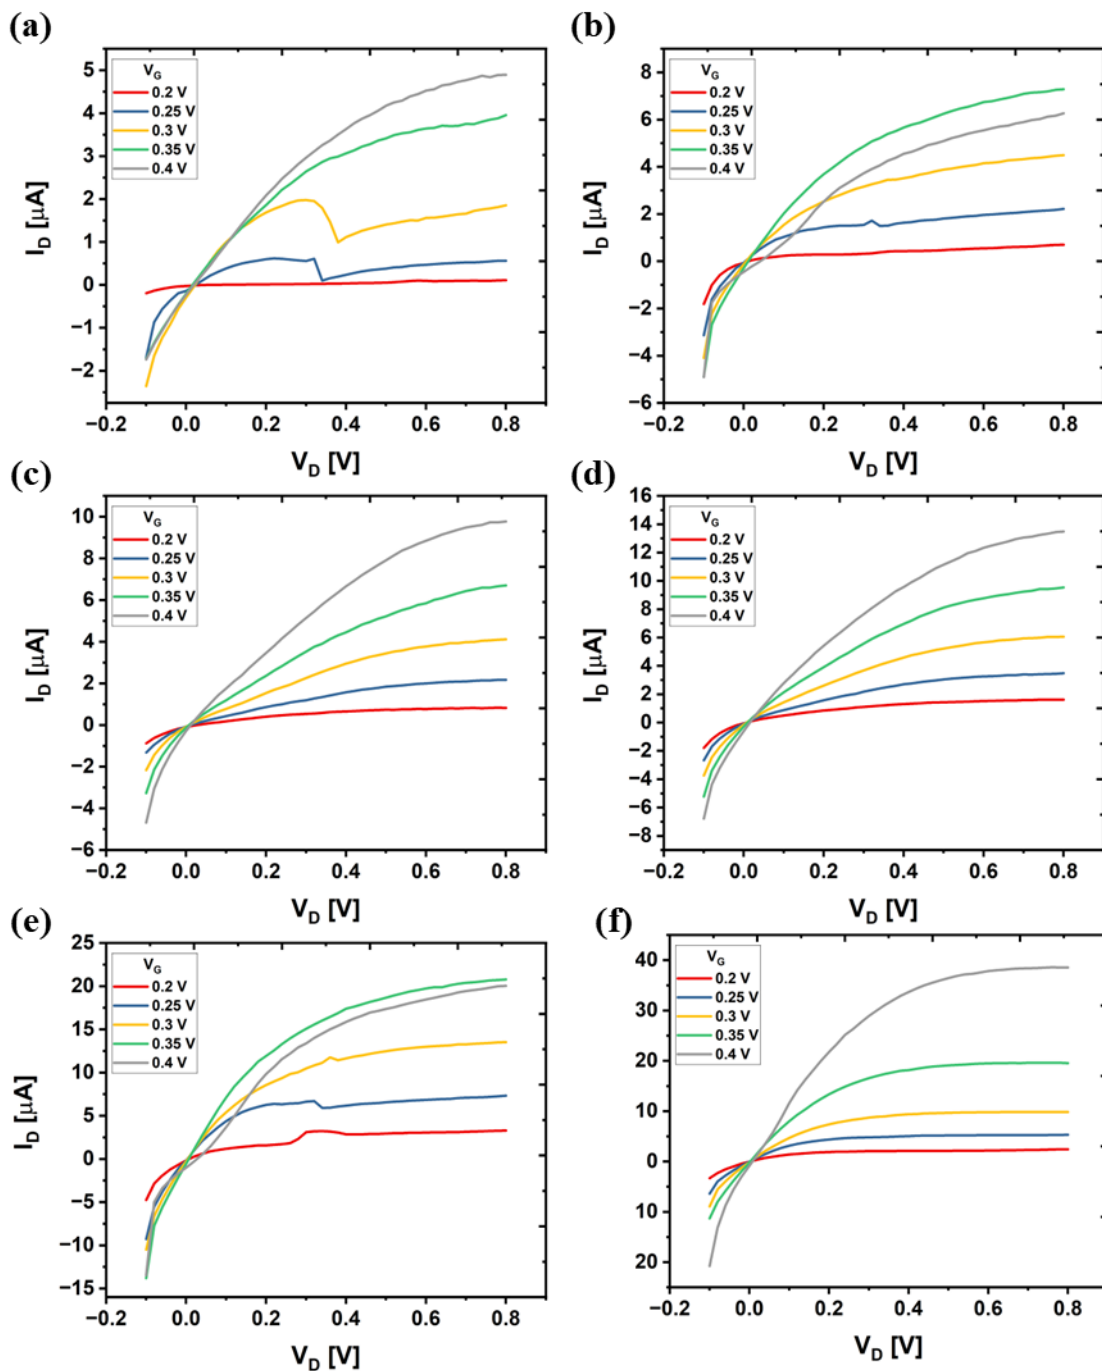 (a)
5
4
3
2
1
0
−1
−2
I_D [μA]
V_G
0.2 V
0.25 V
0.3 V
0.35 V
0.4 V
−0.2
0.0
0.2
0.4
0.6
0.8
V_D [V]
(b)
8
6
4
2
0
−2
−4
−6
I_D [μA]
V_G
0.2 V
0.25 V
0.3 V
0.35 V
0.4 V
−0.2
0.0
0.2
0.4
0.6
0.8
V_D [V]
(c)
10
8
6
4
2
0
−2
−4
−6
I_D [μA]
V_G
0.2 V
0.25 V
0.3 V
0.35 V
0.4 V
−0.2
0.0
0.2
0.4
0.6
0.8
V_D [V]
(d)
16
14
12
10
8
6
4
2
0
−2
−4
−6
−8
I_D [μA]
V_G
0.2 V
0.25 V
0.3 V
0.35 V
0.4 V
−0.2
0.0
0.2
0.4
0.6
0.8
V_D [V]
(e)
25
20
15
10
5
0
−5
−10
−15
I_D [μA]
V_G
0.2 V
0.25 V
0.3 V
0.35 V
0.4 V
−0.2
0.0
0.2
0.4
0.6
0.8
V_D [V]
(f)
40
30
20
10
0
10
20
I_D [μA]
V_G
0.2 V
0.25 V
0.3 V
0.35 V
0.4 V
−0.2
0.0
0.2
0.4
0.6
0.8
V_D [V]